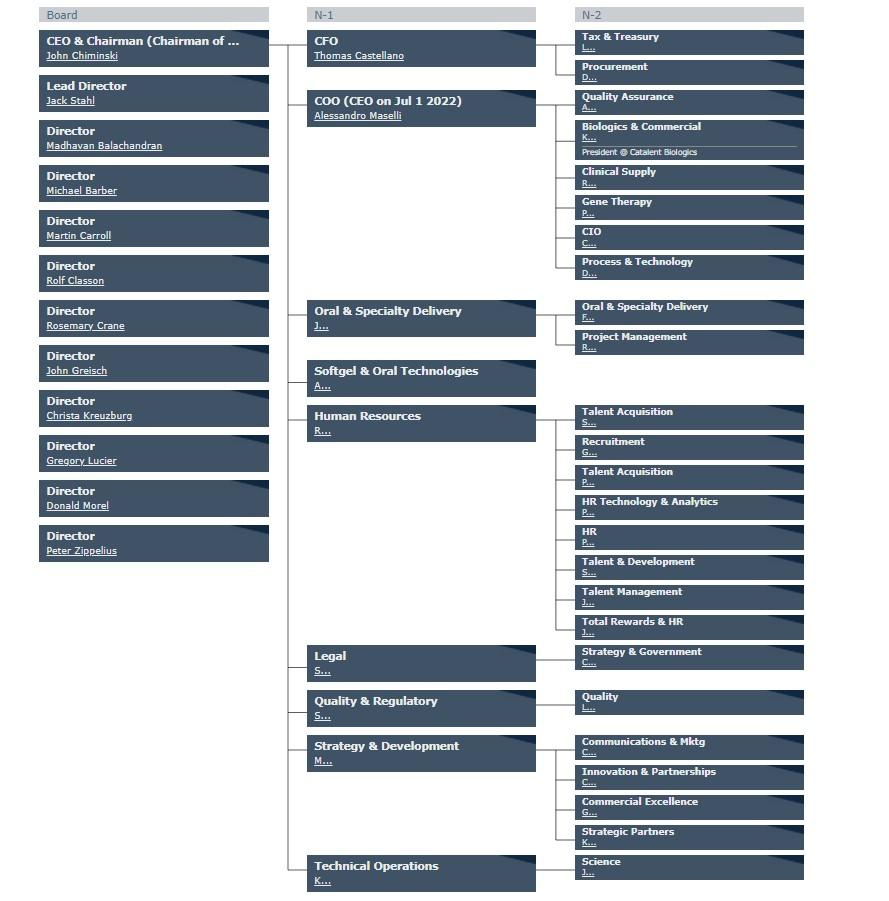 Board
CEO & Chairman (Chairman of ...
John Chiminski
Lead Director
Jack Stahl
Director
Madhavan Balachandran
Director
Michael Barber
Director
Martin Carroll
Director
Rolf Classon
Director
Rosemary Crane
Director
John Greisch
Director
Christa Kreuzburg
Director
Gregory Lucier
Director
Donald Morel
Director
Peter Zippelius
N-1
CFO
Thomas Castellano
COO (CEO on Jul 1 2022)
Alessandro Maselli
Oral & Specialty Delivery
J...
Softgel & Oral Technologies
A...
Human Resources
R...
Legal
S...
Quality & Regulatory
S...
Strategy & Development
M...
Technical Operations
K...
N-2
Tax & Treasury
L...
Procurement
D...
Quality Assurance
A...
Biologics & Commercial
K...
President @ Catalent Biologics
Clinical Supply
R...
Gene Therapy
P...
CIO
C...
Process & Technology
D...
Oral & Specialty Delivery
F...
Project Management
R...
Talent Acquisition
S...
Recruitment
G...
Talent Acquisition
P...
HR Technology & Analytics
P...
HR
P...
Talent & Development
S...
Talent Management
J...
Total Rewards & HR
J...
Strategy & Government
C...
Quality
L...
Communications & Mktg
C...
Innovation & Partnerships
C...
Commercial Excellence
G...
Strategic Partners
K...
Science
J...